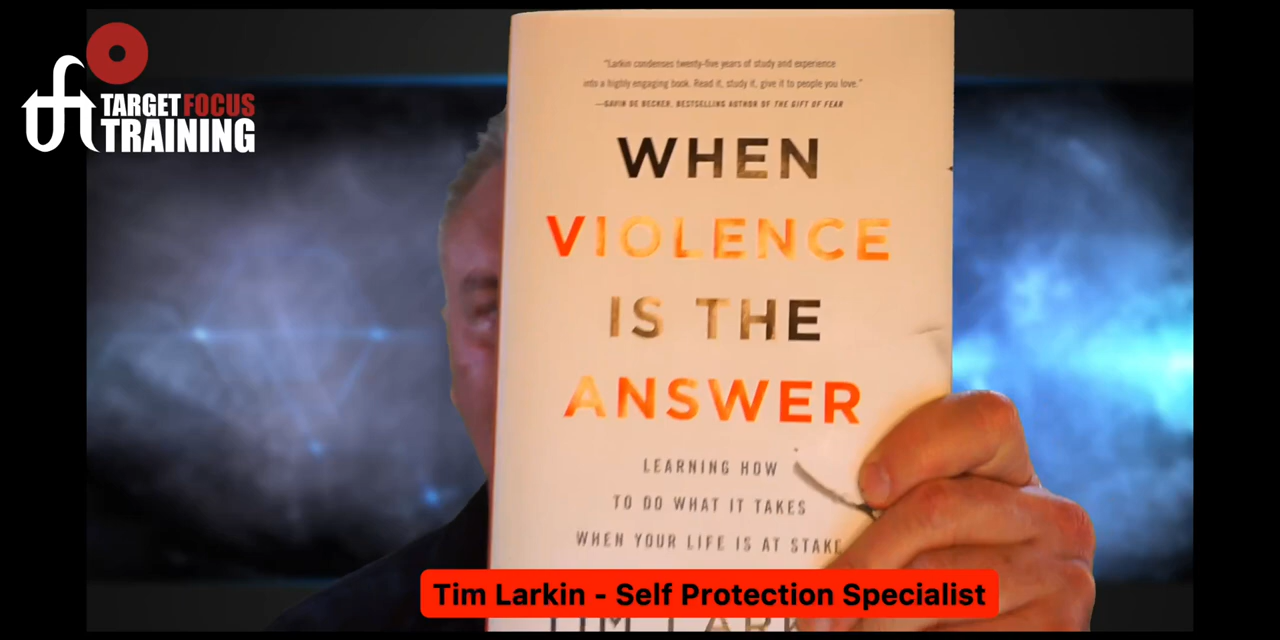 TARGET FOCUS
TRAINING
"Larkin condenses twenty-five years of study and experience
into a highly engaging book. Read it, study it, give it to people you love."
—GAVIN DE BECKER, BESTSELLING AUTHOR OF THE GIFT OF FEAR
WHEN
VIOLENCE
IS THE
ANSWER
LEARNING HOW
TO DO WHAT IT TAKES
WHEN YOUR LIFE IS AT STAKE
Tim Larkin - Self Protection Specialist
TIM LARK